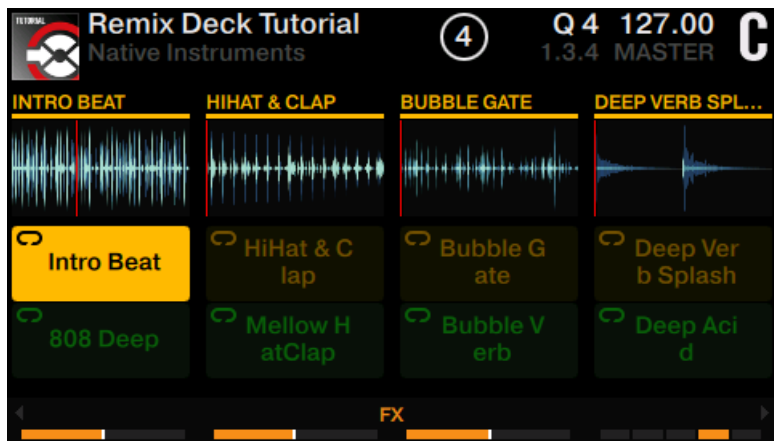 TUTORIAL
Remix Deck Tutorial
Native Instruments
4
Q 4 127.00
1.3.4 MASTER
C
INTRO BEAT HIHAT & CLAP BUBBLE GATE DEEP VERB SPL...
Intro Beat
HiHat & C
lap
Bubble G
ate
Deep Ver
b Splash
808 Deep
Mellow H
atClap
Bubble V
erb
Deep Aci
d
FX